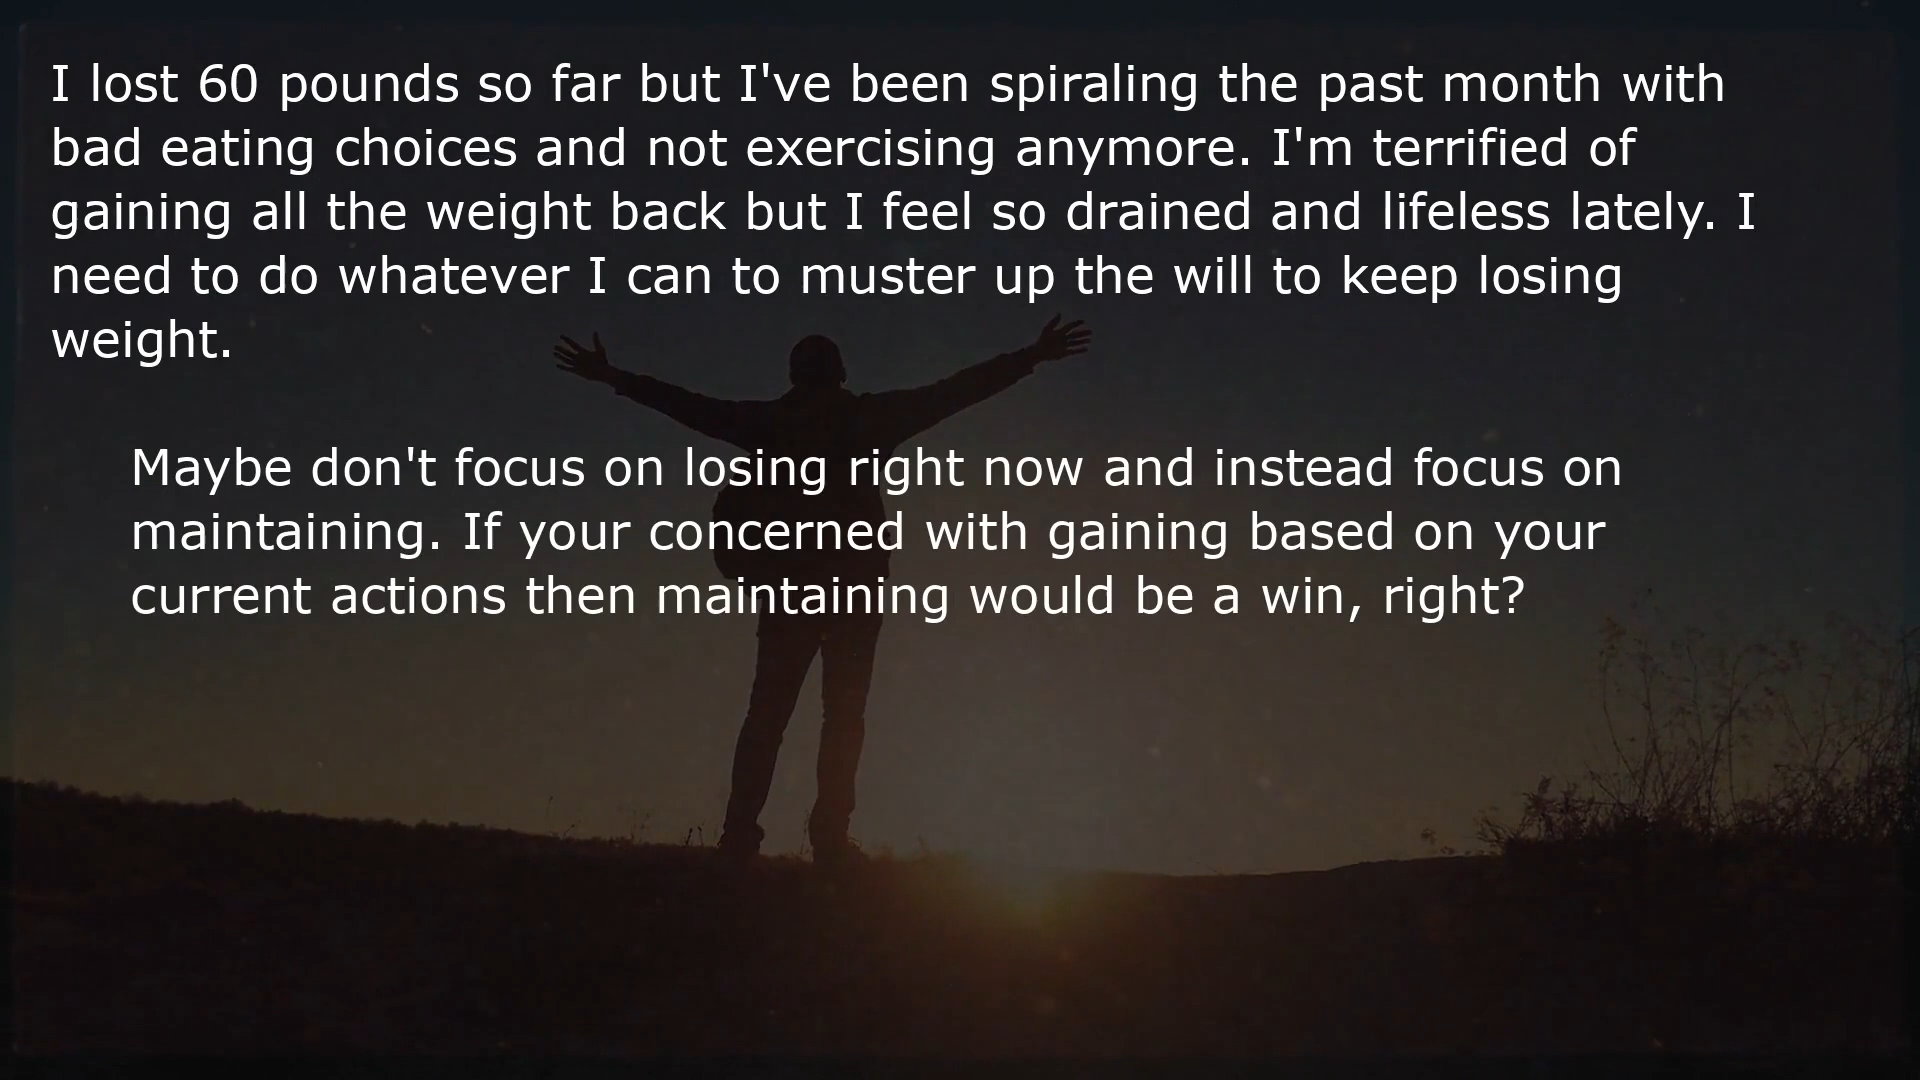 I lost 60 pounds so far but I've been spiraling the past month with
bad eating choices and not exercising anymore. I'm terrified of
gaining all the weight back but I feel so drained and lifeless lately. I
need to do whatever I can to muster up the will to keep losing
weight.
Maybe don't focus on losing right now and instead focus on
maintaining. If your concerned with gaining based on your
current actions then maintaining would be a win, right?